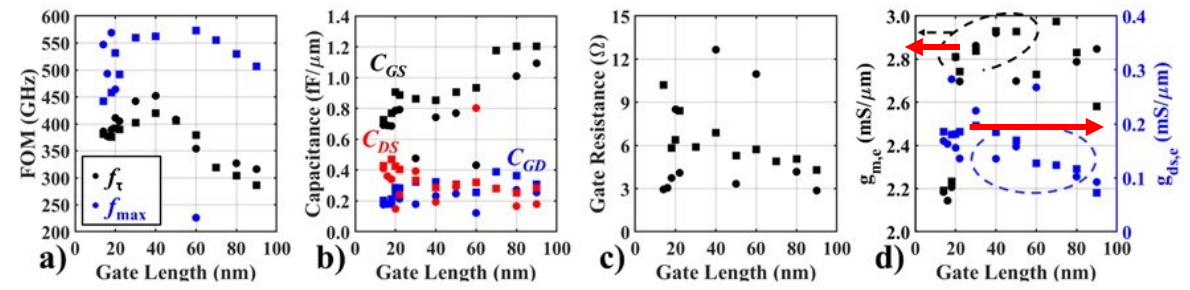 600
550
500
450
400
350
300
250
200
FOM (GHz)
f_τ
f_max
0 20 40 60 80 100
Gate Length (nm)
a)
1.4
1.2
1.0
0.8
0.6
0.4
0.2
0.0
Capacitance (fF/μm)
C_GS
C_DS
C_GD
0 20 40 60 80 100
Gate Length (nm)
b)
15
12
9
6
3
0
Gate Resistance (Ω)
0 20 40 60 80 100
Gate Length (nm)
c)
3.0
2.8
2.6
2.4
2.2
2.0
g_m,e (mS/μm)
0.4
0.3
0.2
0.1
0
g_ds,e (mS/μm)
0 20 40 60 80 100
Gate Length (nm)
d)